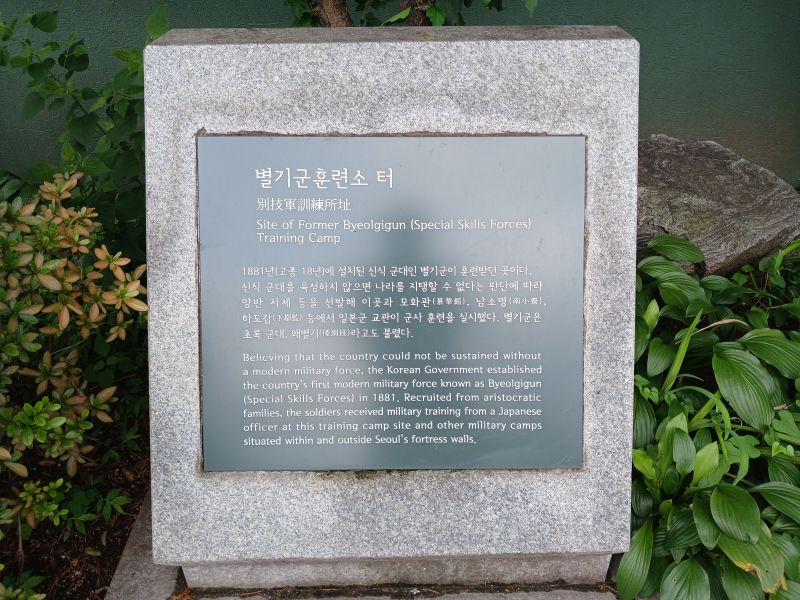 별기군훈련소 터
別技軍訓練所址
Site of Former Byeolgigun (Special Skills Forces)
Training Camp
1881년(고종 18년)에 설치된 신식 군대인 별기군이 훈련받던 곳이다.
신식 군대를 육성하지 않으면 나라를 지탱할 수 없다는 판단에 따라
양반 자제 등을 선발해 이곳과 모화관(慕華館), 남소영(南小營),
하도감(下都監) 등에서 일본군 교관이 군사 훈련을 실시했다. 별기군은
초록 군대, 왜별기(倭別技)라고도 불렸다.
Believing that the country could not be sustained without
a modern military force, the Korean Government established
the country's first modern military force known as Byeolgigun
(Special Skills Forces) in 1881. Recruited from aristocratic
families, the soldiers received military training from a Japanese
officer at this training camp site and other military camps
situated within and outside Seoul's fortress walls.